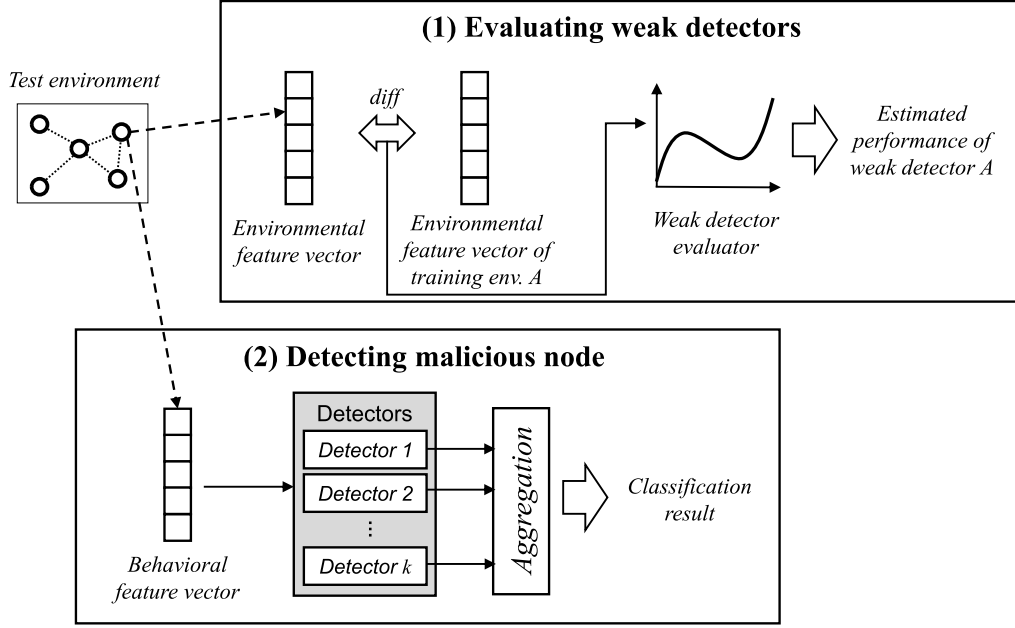 (1) Evaluating weak detectors
Test environment
diff
Estimated
performance of
weak detector A
Environmental
feature vector
Environmental
feature vector of
training env. A
Weak detector
evaluator
(2) Detecting malicious node
Detectors
Detector 1
Detector 2
⋮
Detector k
Aggregation
Classification
result
Behavioral
feature vector